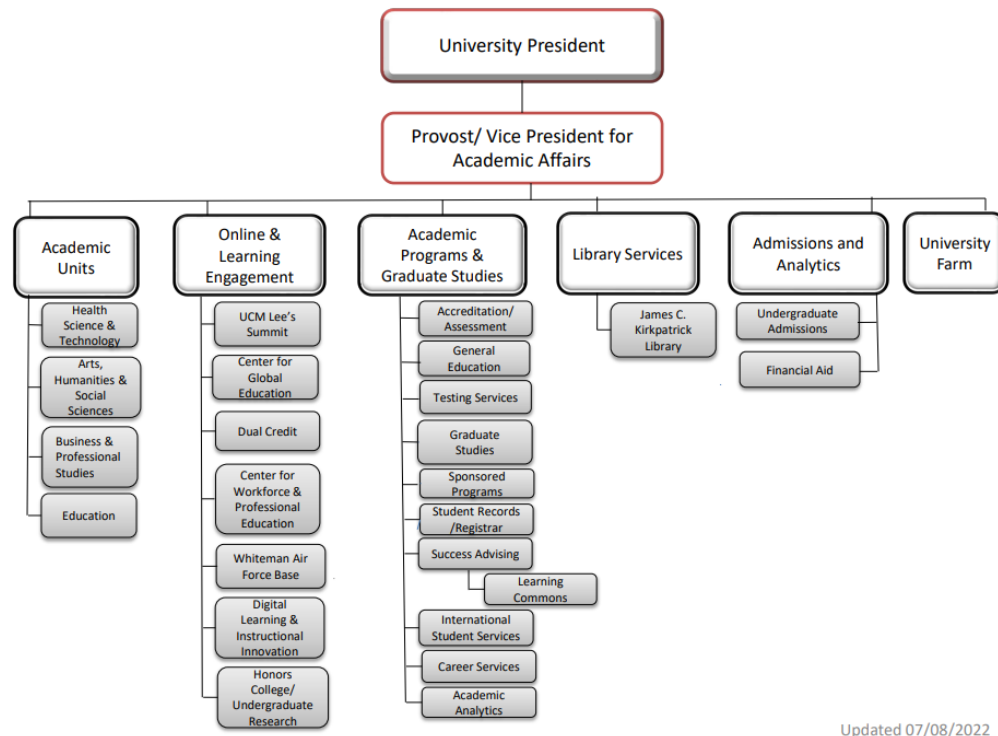 University President
Provost/ Vice President for
Academic Affairs
Academic
Units
Health
Science &
Technology
Arts,
Humanities &
Social
Sciences
Business &
Professional
Studies
Education
Online &
Learning
Engagement
UCM Lee's
Summit
Center for
Global
Education
Dual Credit
Center for
Workforce &
Professional
Education
Whiteman Air
Force Base
Digital
Learning &
Instructional
Innovation
Honors
College/
Undergraduate
Research
Academic
Programs &
Graduate Studies
Accreditation/
Assessment
General
Education
Testing Services
Graduate
Studies
Sponsored
Programs
Student Records
/Registrar
Success Advising
Learning
Commons
International
Student Services
Career Services
Academic
Analytics
Library Services
James C.
Kirkpatrick
Library
Admissions and
Analytics
Undergraduate
Admissions
Financial Aid
University
Farm
Updated 07/08/2022